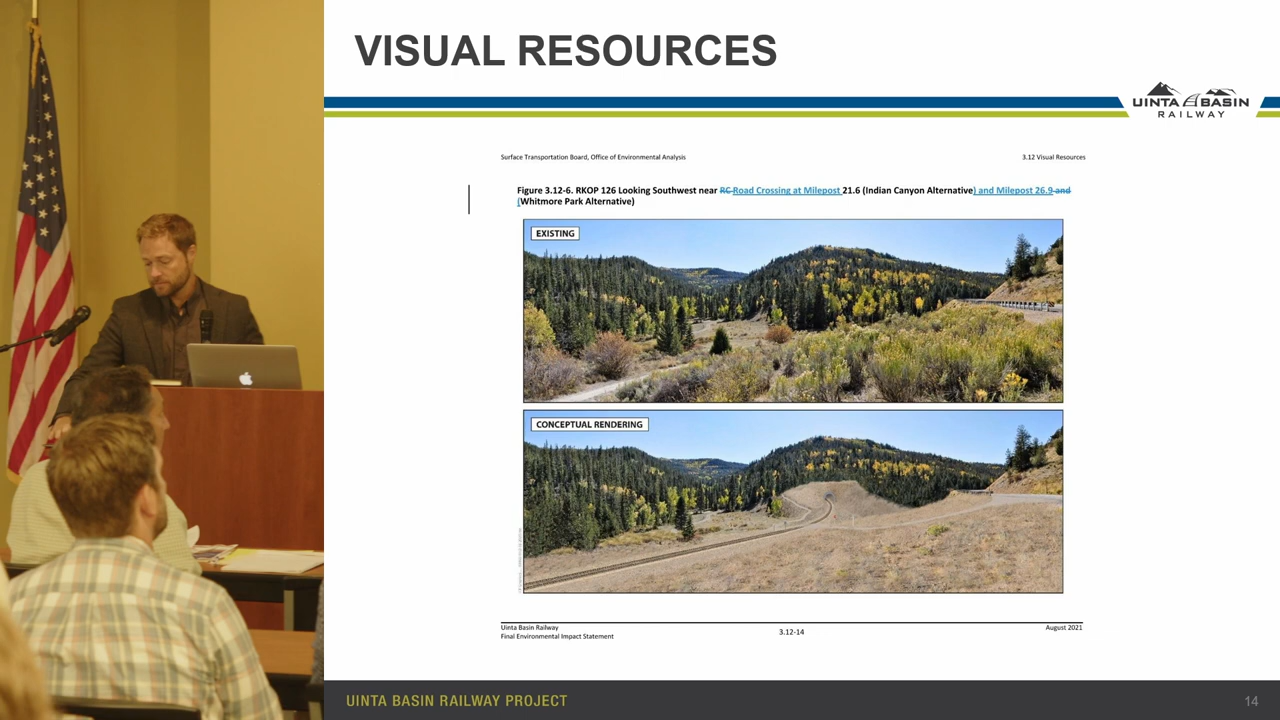 VISUAL RESOURCES
UINTA BASIN
RAILWAY
Surface Transportation Board, Office of Environmental Analysis 3.12 Visual Resources
Figure 3.12-6. RKOP 126 Looking Southwest near RC Road Crossing at Milepost 21.6 (Indian Canyon Alternative) and Milepost 26.9 and
(Whitmore Park Alternative)
EXISTING
CONCEPTUAL RENDERING
Uinta Basin Railway 3.12-14 August 2021
Final Environmental Impact Statement
UINTA BASIN RAILWAY PROJECT 14